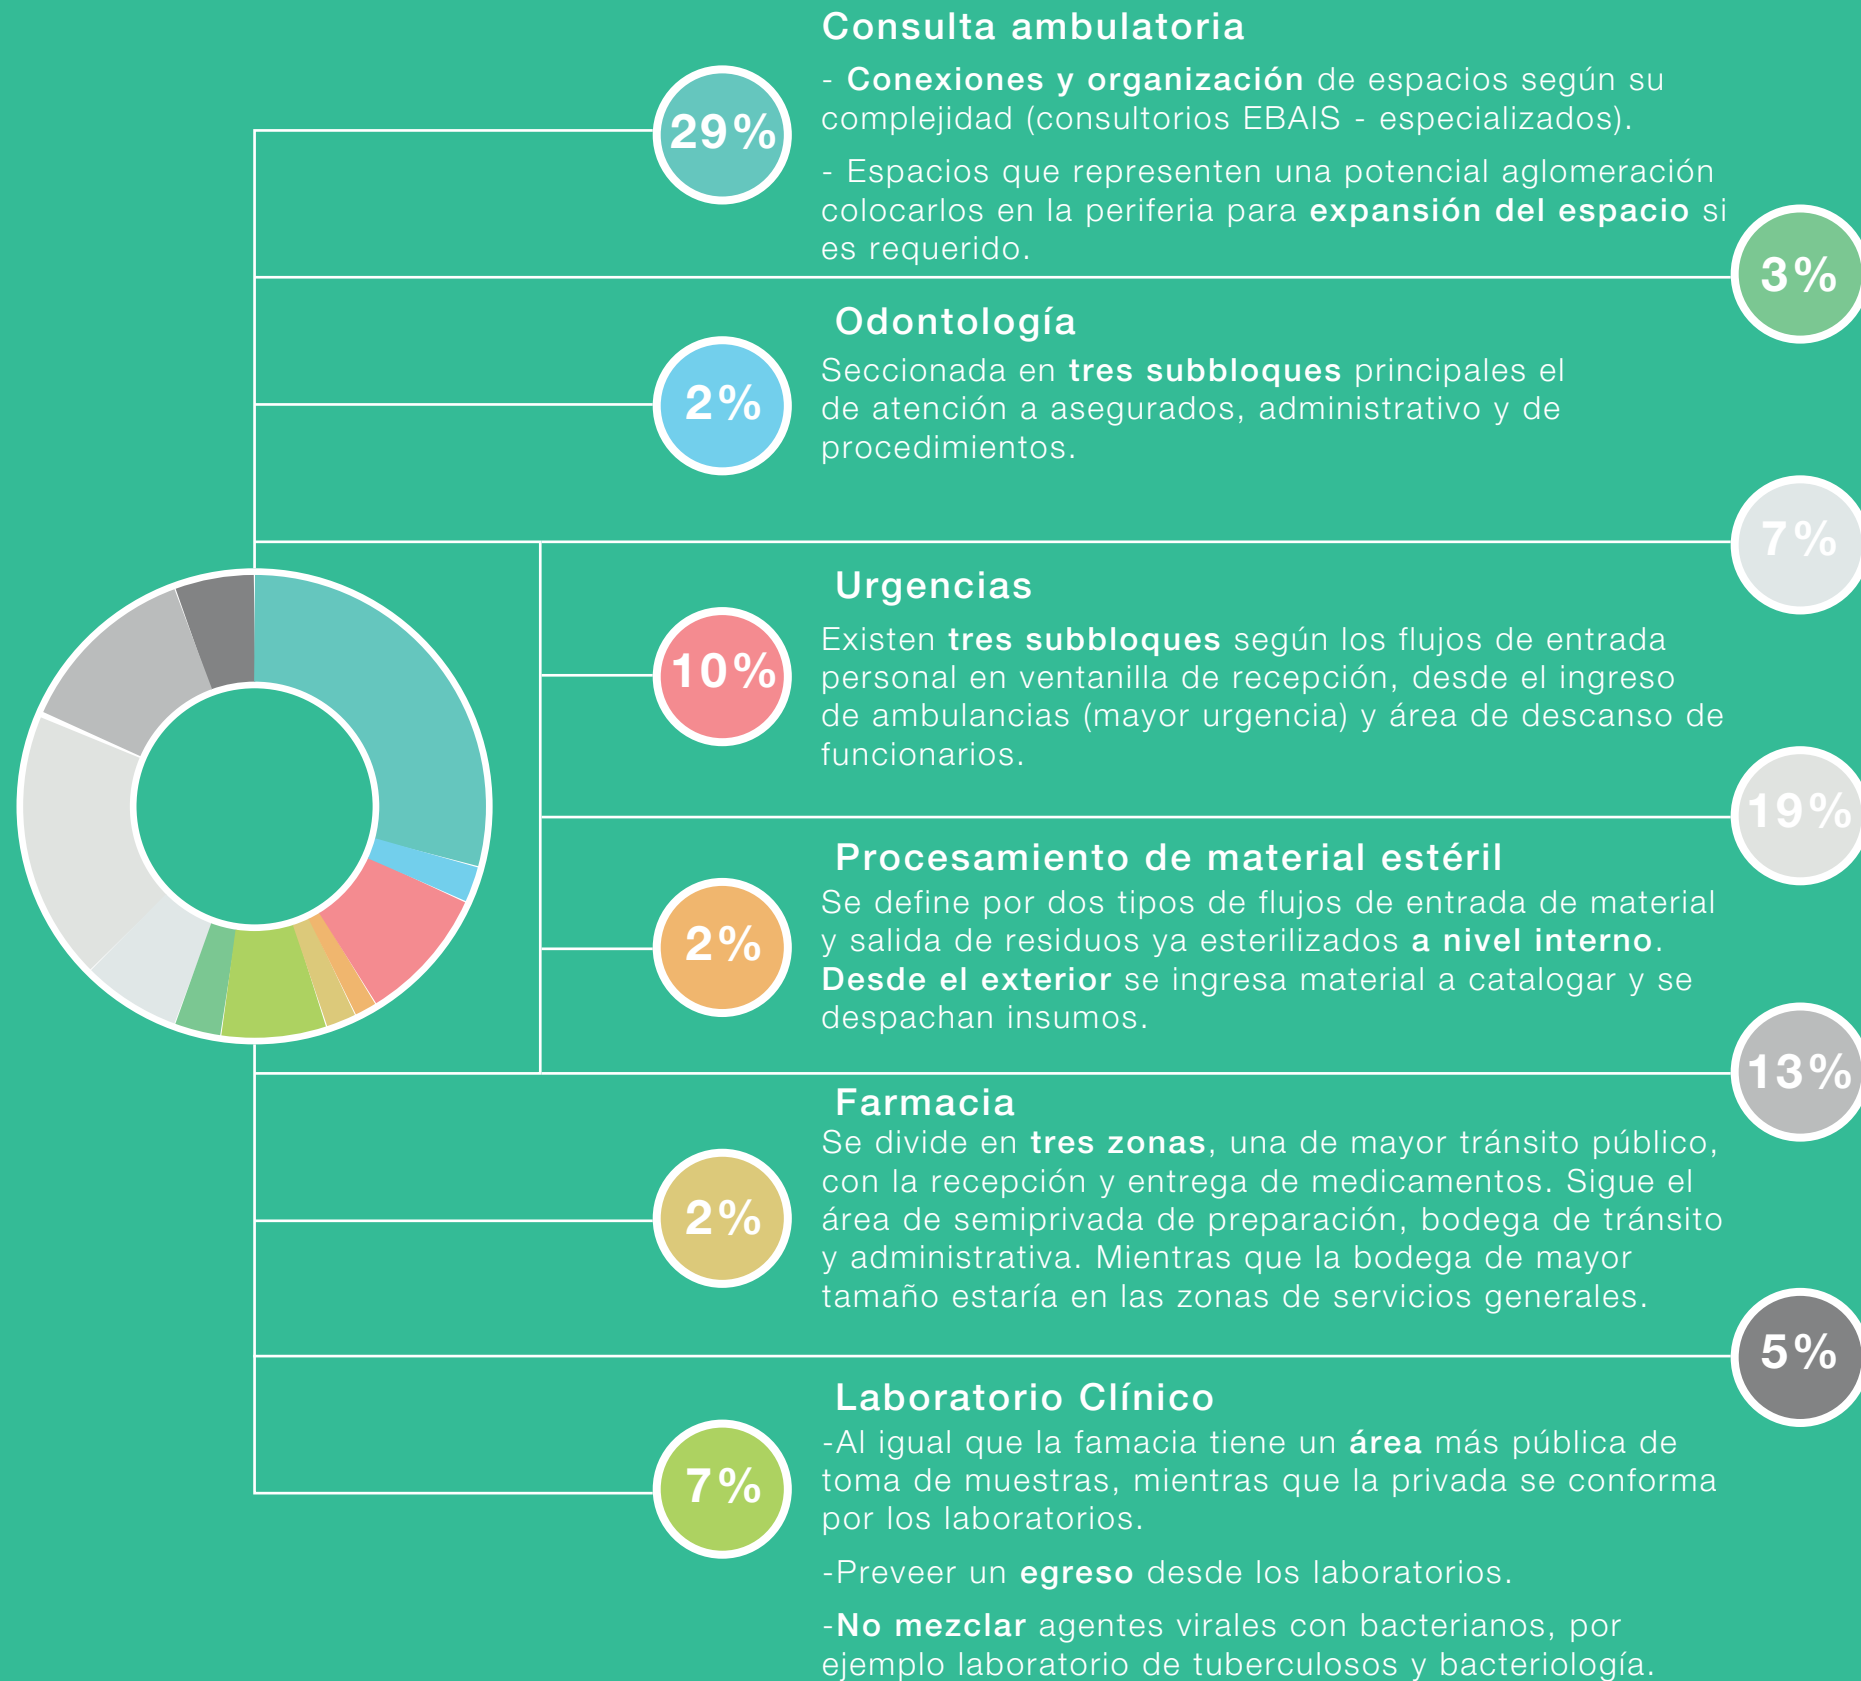 Consulta ambulatoria
29%
- Conexiones y organización de espacios según su
complejidad (consultorios EBAIS - especializados).
- Espacios que representen una potencial aglomeración
colocarlos en la periferia para expansión del espacio si
es requerido.
3%
Odontología
2%
Seccionada en tres subbloques principales el
de atención a asegurados, administrativo y de
procedimientos.
7%
Urgencias
10%
Existen tres subbloques según los flujos de entrada
personal en ventanilla de recepción, desde el ingreso
de ambulancias (mayor urgencia) y área de descanso de
funcionarios.
19%
Procesamiento de material estéril
2%
Se define por dos tipos de flujos de entrada de material
y salida de residuos ya esterilizados a nivel interno.
Desde el exterior se ingresa material a catalogar y se
despachan insumos.
13%
Farmacia
2%
Se divide en tres zonas, una de mayor tránsito público,
con la recepción y entrega de medicamentos. Sigue el
área de semiprivada de preparación, bodega de tránsito
y administrativa. Mientras que la bodega de mayor
tamaño estaría en las zonas de servicios generales.
5%
Laboratorio Clínico
7%
-Al igual que la famacia tiene un área más pública de
toma de muestras, mientras que la privada se conforma
por los laboratorios.
-Preveer un egreso desde los laboratorios.
-No mezclar agentes virales con bacterianos, por
ejemplo laboratorio de tuberculosos y bacteriología.